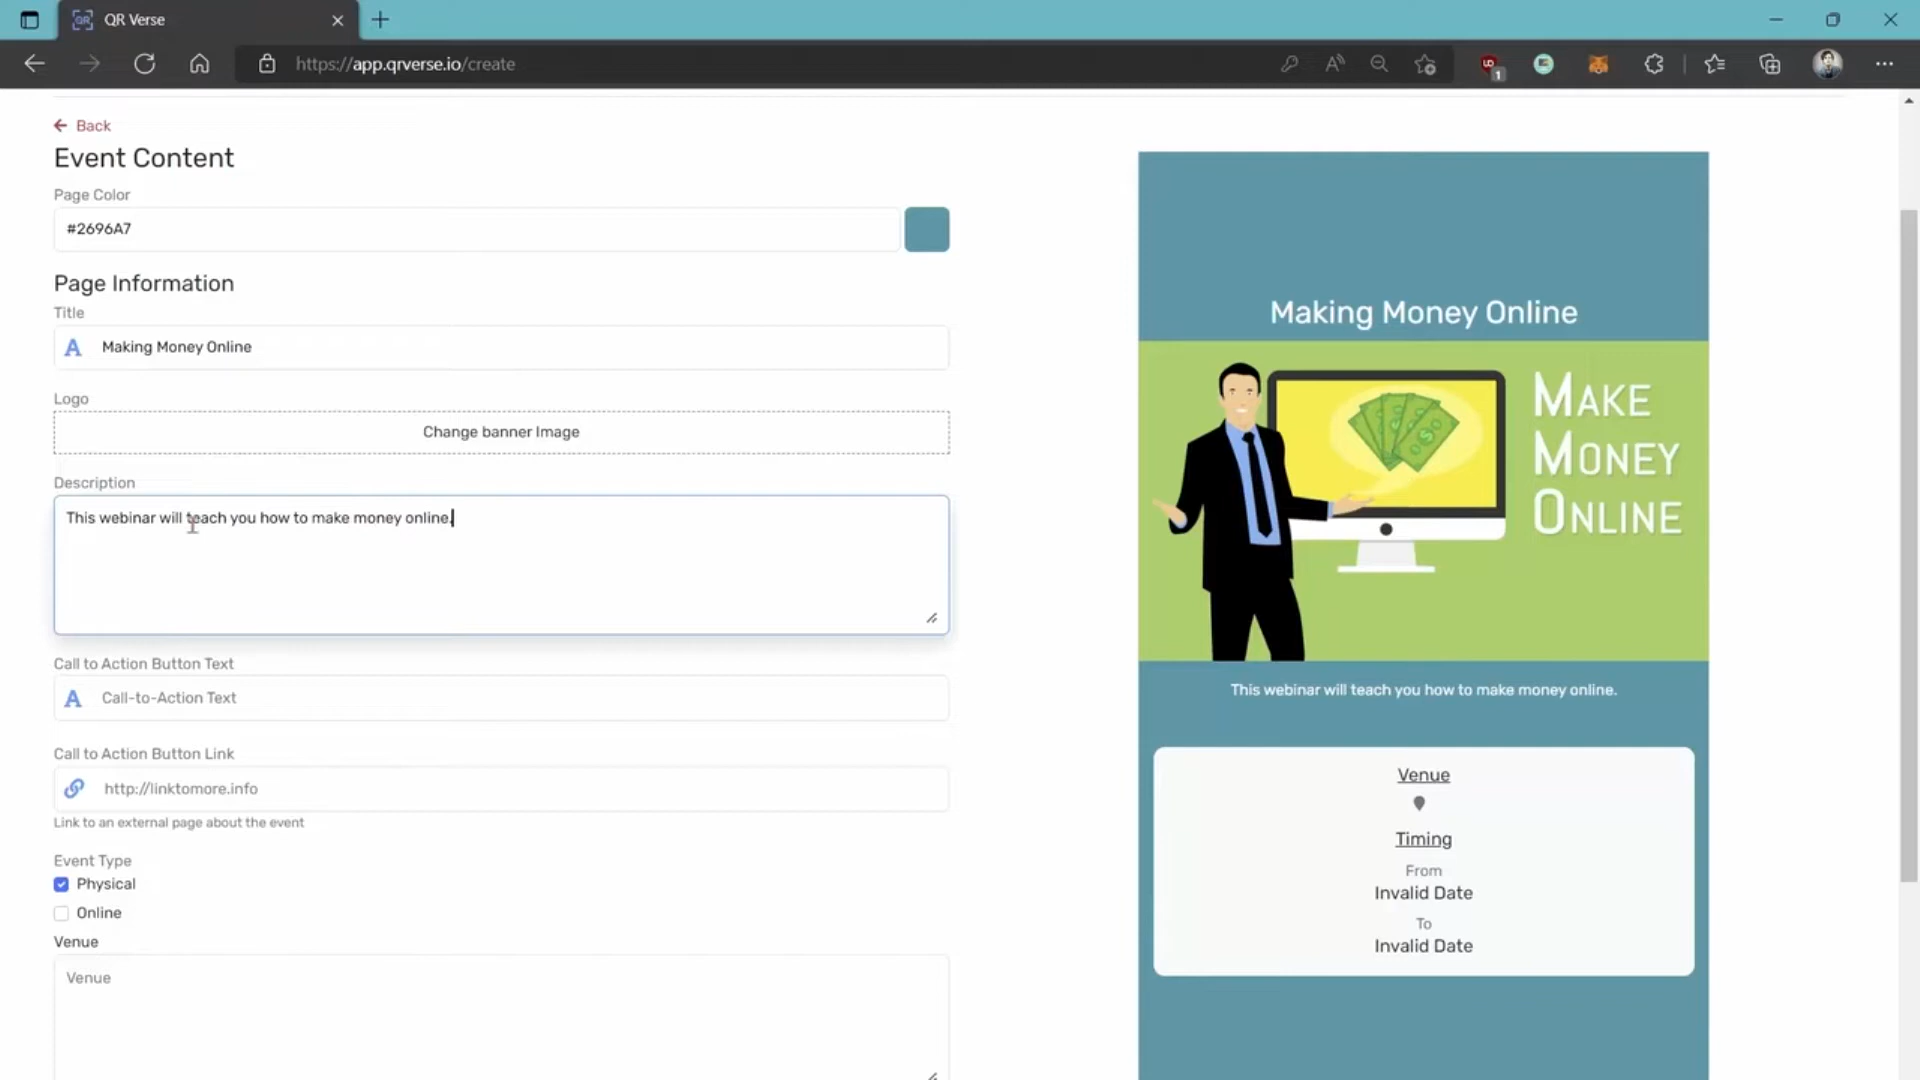 QR Verse
https://app.qrverse.io/create
UD
1
Back
Event Content
Page Color
#2696A7
Page Information
Title
A Making Money Online
Logo
Change banner Image
Description
This webinar will teach you how to make money online.
Call to Action Button Text
A Call-to-Action Text
Call to Action Button Link
http://linktomore.info
Link to an external page about the event
Event Type
Physical
Online
Venue
Venue
Making Money Online
MAKE
MONEY
ONLINE
This webinar will teach you how to make money online.
Venue
Timing
From
Invalid Date
To
Invalid Date